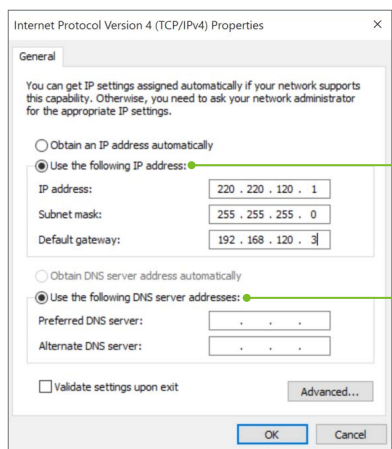 Internet Protocol Version 4 (TCP/IPv4) Properties
General
You can get IP settings assigned automatically if your network supports
this capability. Otherwise, you need to ask your network administrator
for the appropriate IP settings.
Obtain an IP address automatically
Use the following IP address:
IP address: 220 . 220 . 120 . 1
Subnet mask: 255 . 255 . 255 . 0
Default gateway: 192 . 168 . 120 . 3
Obtain DNS server address automatically
Use the following DNS server addresses:
Preferred DNS server: . . .
Alternate DNS server: . . .
Validate settings upon exit
Advanced...
OK Cancel